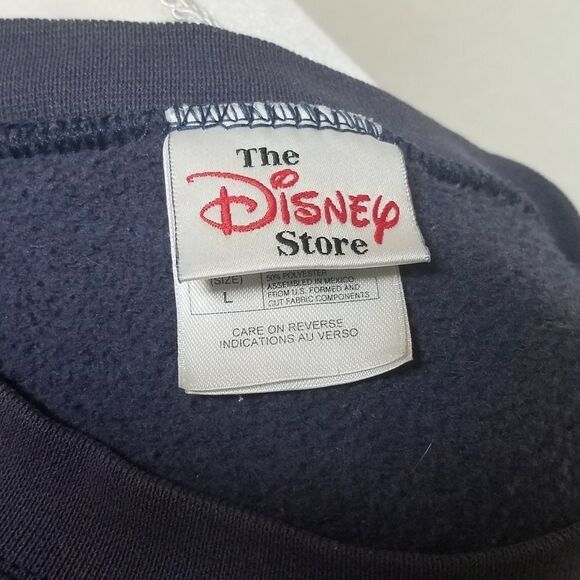 The
Disney
Store
(SIZE)
L
50% POLYESTER
ASSEMBLED IN MEXICO
FROM U.S. FORMED AND
CUT FABRIC COMPONENTS.
CARE ON REVERSE
INDICATIONS AU VERSO